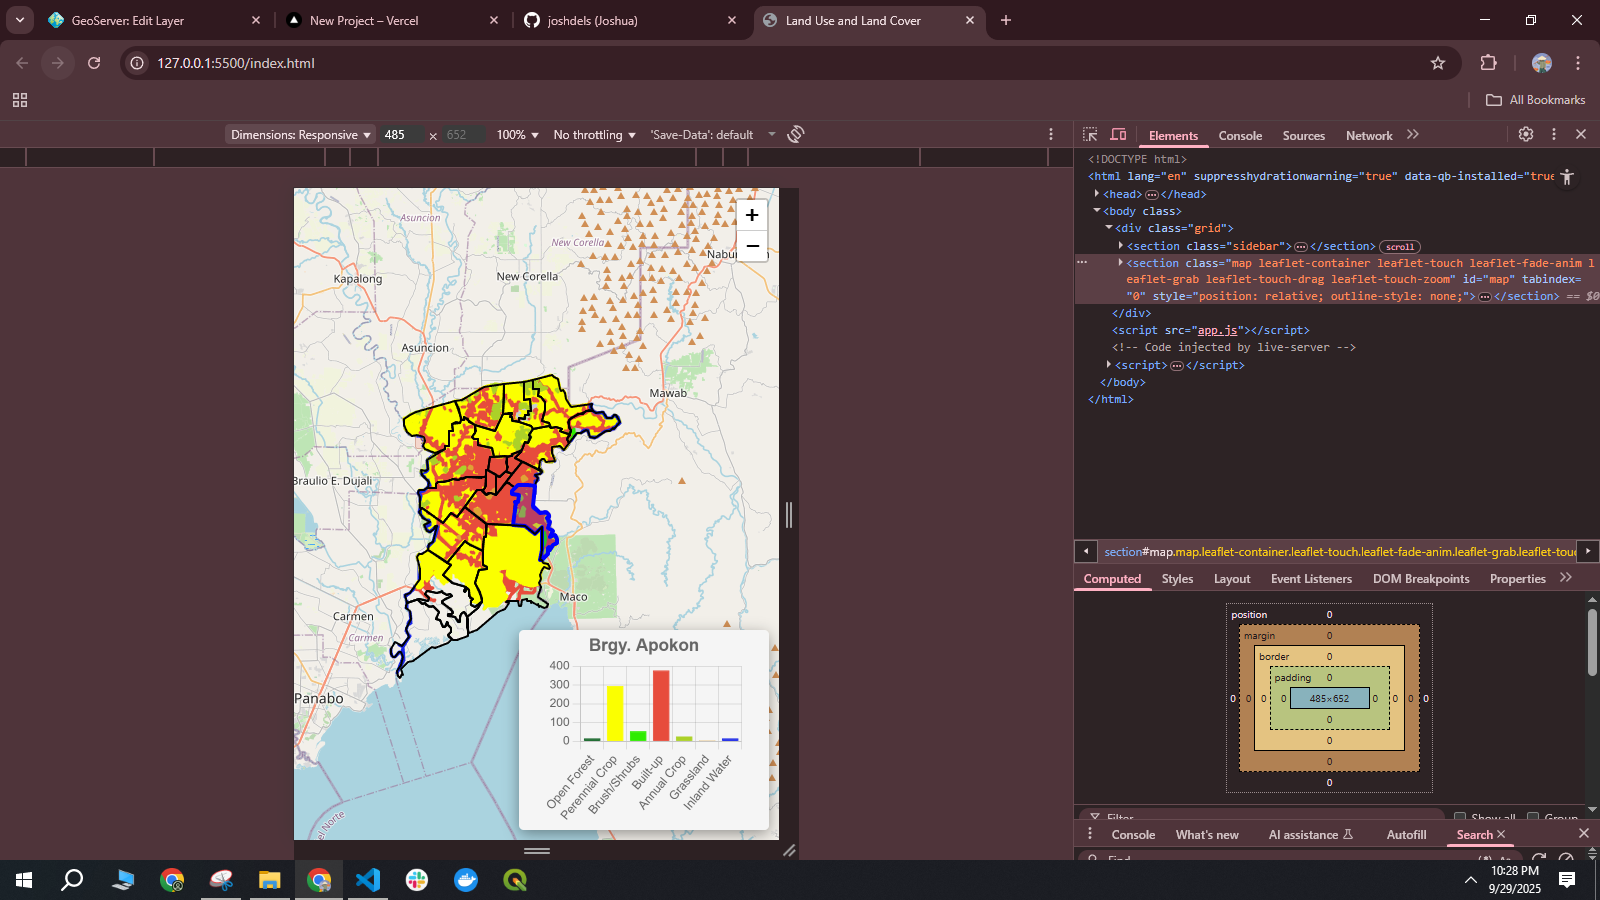 GeoServer: Edit Layer
New Project – Vercel
joshdels (Joshua)
Land Use and Land Cover
127.0.0.1:5500/index.html
All Bookmarks
Dimensions: Responsive 485 × 652 100% No throttling 'Save-Data': default
Elements Console Sources Network
<!DOCTYPE html>
<html lang="en" suppresshydrationwarning="true" data-qb-installed="true
<head> </head>
<body class>
<div class="grid">
<section class="sidebar"> </section> scroll
<section class="map leaflet-container leaflet-touch leaflet-fade-anim l
eaflet-grab leaflet-touch-drag leaflet-touch-zoom" id="map" tabindex=
"0" style="position: relative; outline-style: none;"> </section> == $0
</div>
<script src="app.js"></script>
<!-- Code injected by live-server -->
<script> </script>
</body>
</html>
section#map.map.leaflet-container.leaflet-touch.leaflet-fade-anim.leaflet-grab.leaflet-touc
Computed Styles Layout Event Listeners DOM Breakpoints Properties
position 0
margin 0
border 0
padding 0
0 0 0 0 485×652 0 0 0 0
0
0
0
0
Filter Show all Group
Console What's new AI assistance Autofill Search
Find Aa
+
−
Asuncion
New Corella
Kapalong
New Corella
Asuncion
Mawab
Braulio E. Dujali
Maco
Carmen
Carmen
Panabo
el Norte
Brgy. Apokon
400
300
200
100
0
Open Forest
Perennial Crop
Brush/Shrubs
Built-up
Annual Crop
Grassland
Inland Water
10:28 PM
9/29/2025